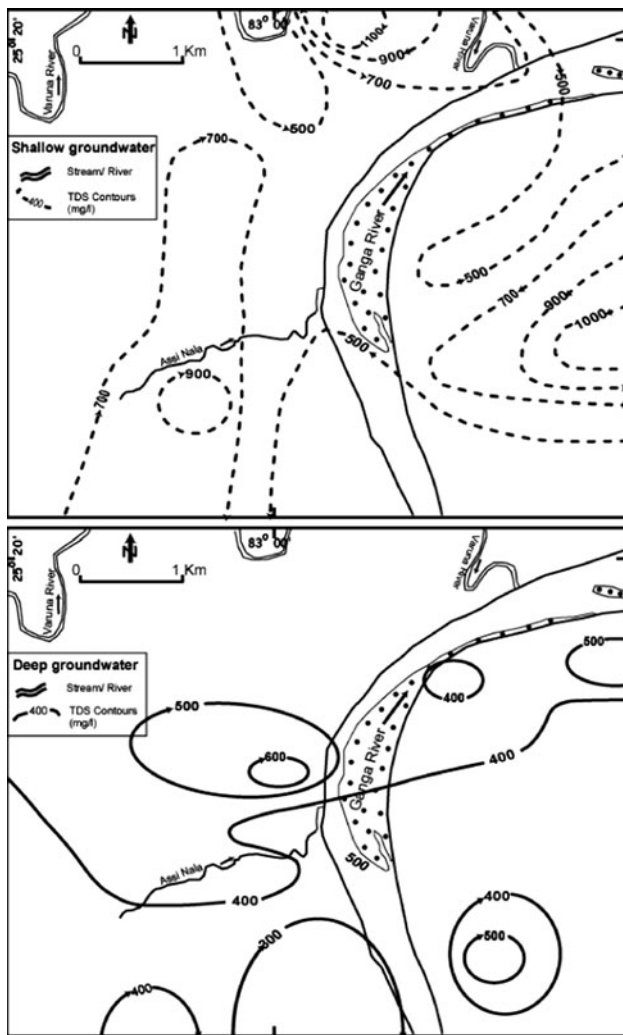 25° 20'
Varuna River
N
0 1 Km
83° 00'
1100
900
700
Varuna River
500
500
Shallow groundwater
Stream/ River
400 TDS Contours
(mg/l)
700
Ganga River
500
700
900
1000
500
Assi Nala
900
700
25° 20'
Varuna River
N
0 1 Km
83° 00'
Varuna River
Deep groundwater
Stream/ River
400 TDS Contours
(mg/l)
500
400
500
600
Ganga River
400
500
Assi Nala
400
300
400
500
400